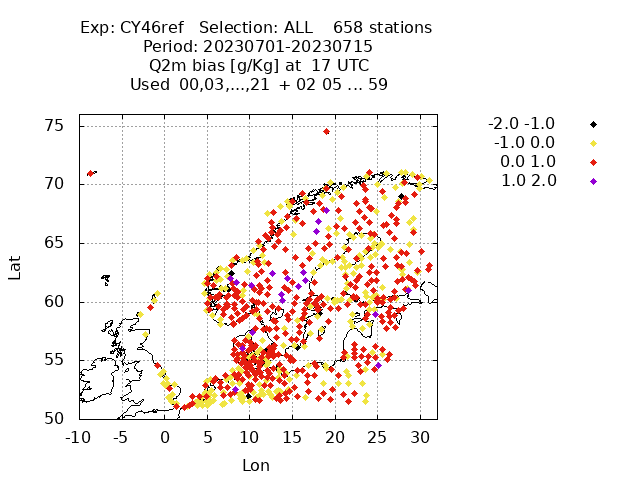 Exp: CY46ref   Selection: ALL    658 stations
Period: 20230701-20230715
Q2m bias [g/Kg] at  17 UTC
Used  00,03,...,21  + 02 05 ... 59
-2.0 -1.0
-1.0 0.0
0.0 1.0
1.0 2.0
75
70
65
60
55
50
Lat
-10 -5 0 5 10 15 20 25 30
Lon